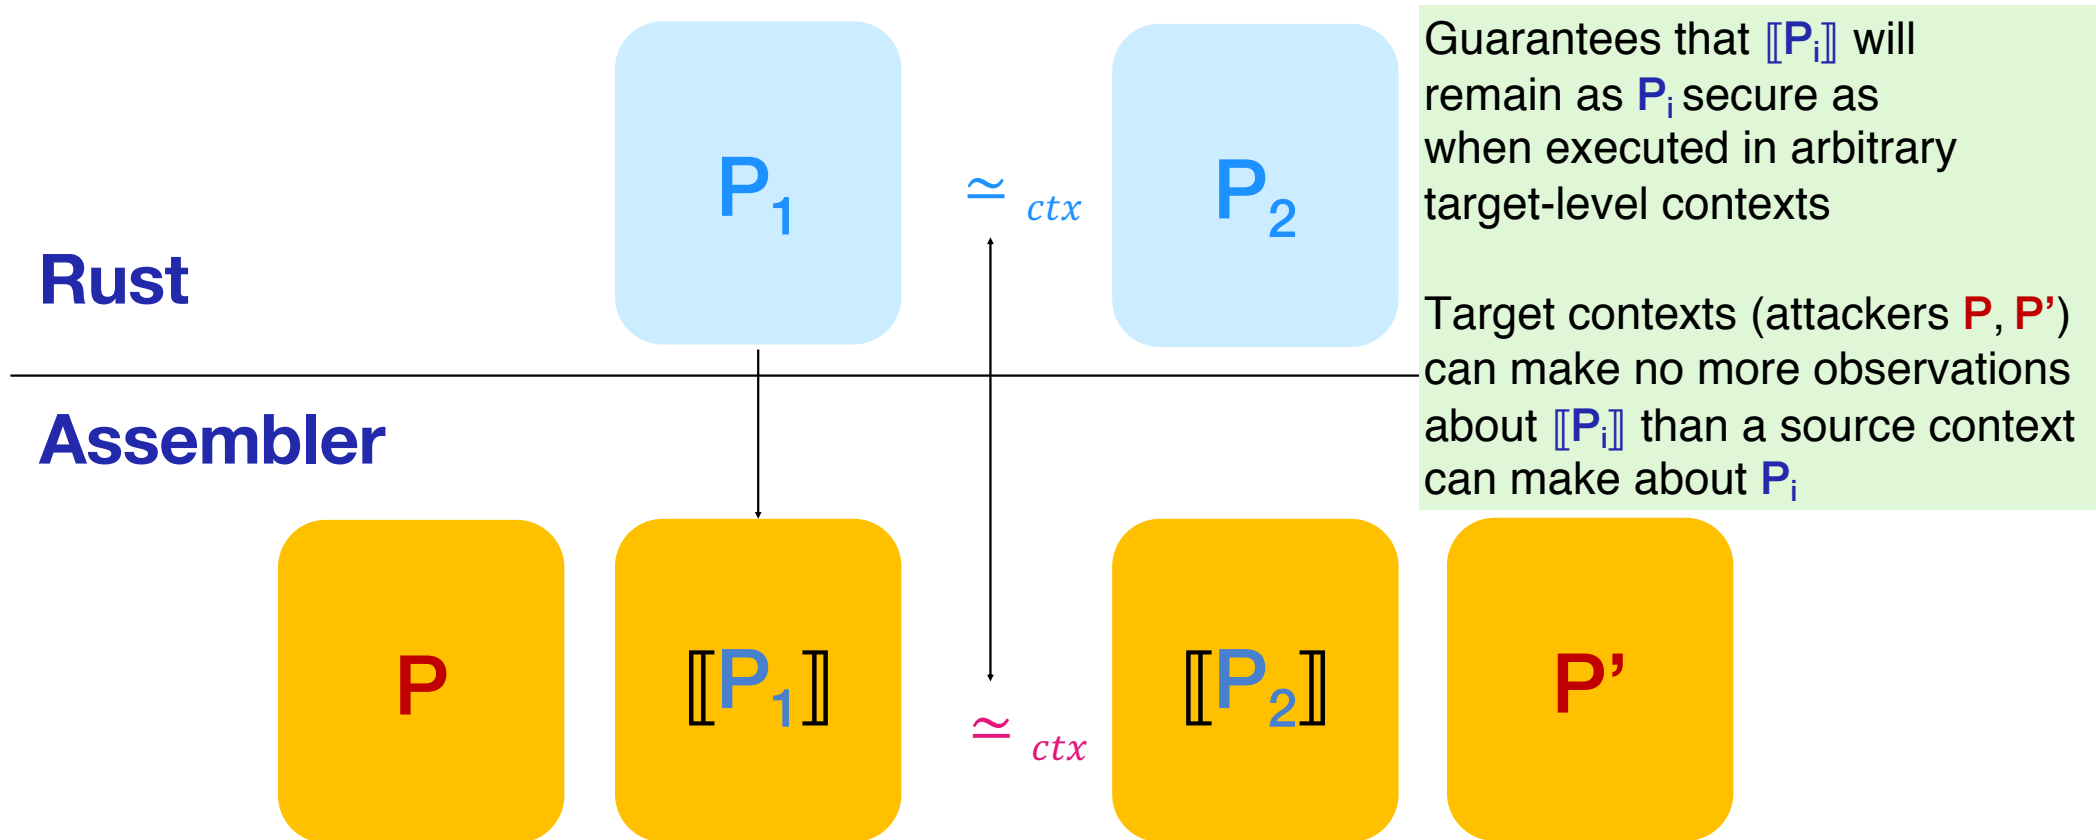 P₁
≃ ctx
P₂
Rust
Guarantees that ⟦Pᵢ⟧ will
remain as Pᵢ secure as
when executed in arbitrary
target-level contexts
Target contexts (attackers P, P’)
can make no more observations
about ⟦Pᵢ⟧ than a source context
can make about Pᵢ
Assembler
P
⟦P₁⟧
≃ ctx
⟦P₂⟧
P’